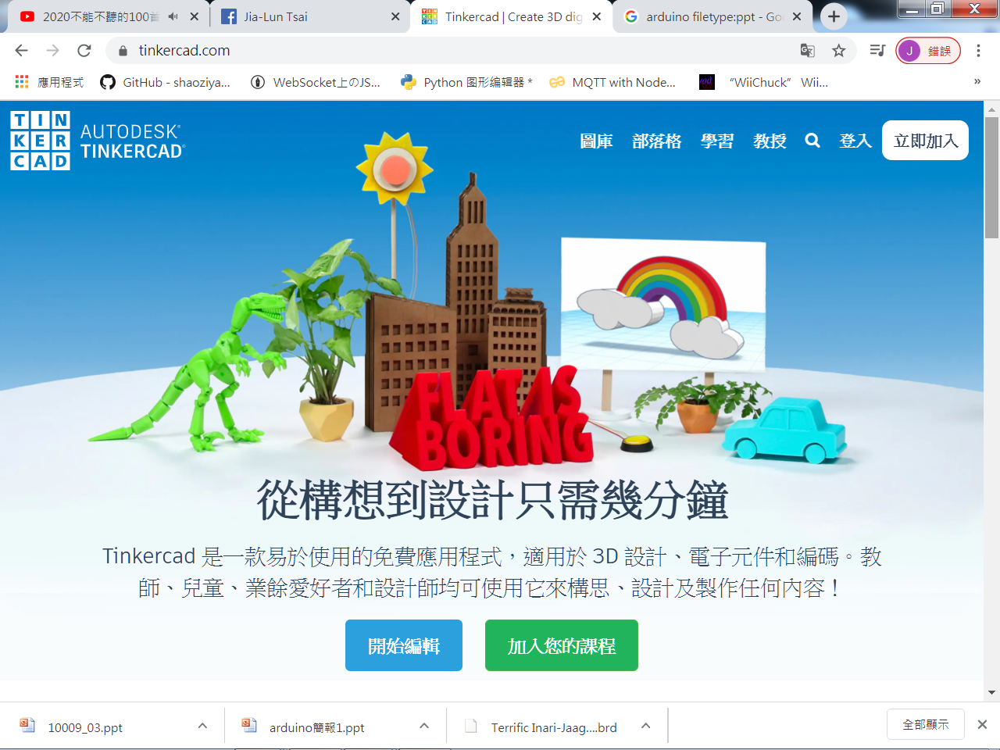 2020不能不聽的100首
Jia-Lun Tsai
Tinkercad | Create 3D dig
arduino filetype:ppt - Goo
tinkercad.com
J 錯誤
應用程式
GitHub - shaoziya...
WebSocket上のJS...
Python 图形编辑器 *
MQTT with Node...
“WiiChuck” Wii...
»
TIN
KER
CAD
AUTODESK®
TINKERCAD®
圖庫
部落格
學習
教授
登入
立即加入
FLAT IS
BORING
從構想到設計只需幾分鐘
Tinkercad 是一款易於使用的免費應用程式，適用於 3D 設計、電子元件和編碼。教
師、兒童、業餘愛好者和設計師均可使用它來構思、設計及製作任何內容！
開始編輯
加入您的課程
10009_03.ppt
arduino簡報1.ppt
Terrific Inari-Jaag....brd
全部顯示